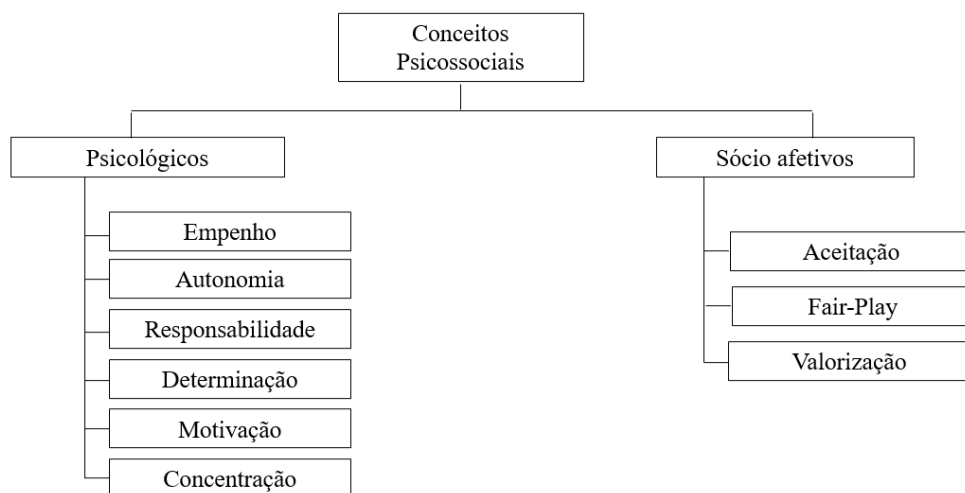 Conceitos
Psicossociais
Psicológicos
Empenho
Autonomia
Responsabilidade
Determinação
Motivação
Concentração
Sócio afetivos
Aceitação
Fair-Play
Valorização